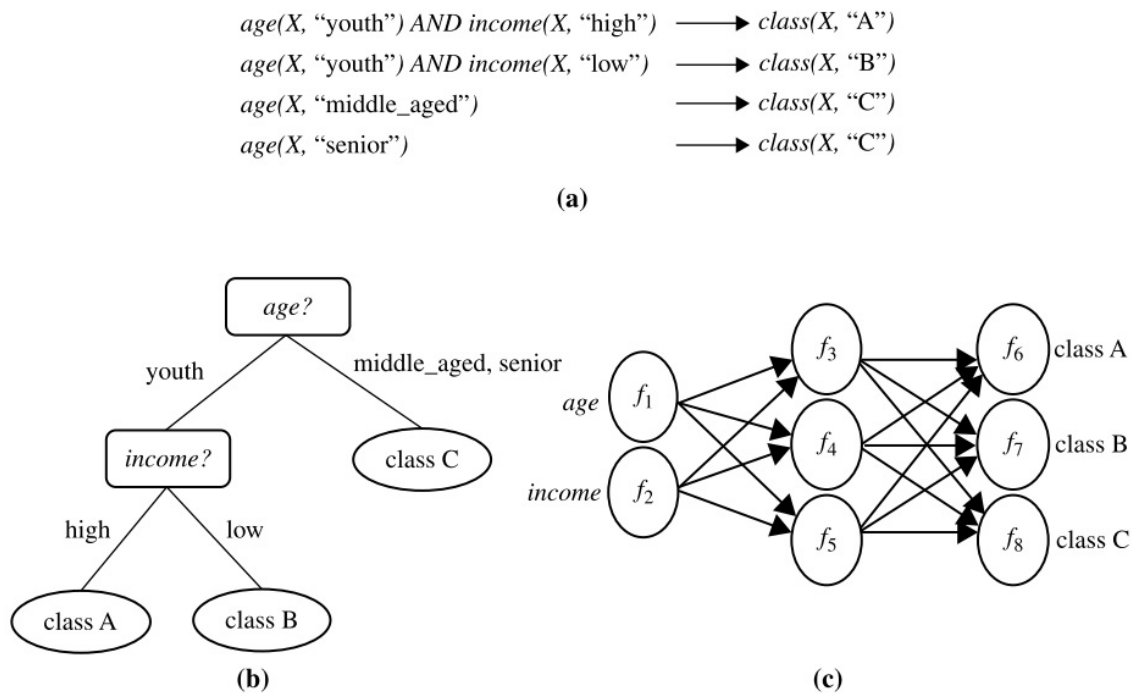 age(X, “youth”) AND income(X, “high”) class(X, “A”)
age(X, “youth”) AND income(X, “low”) class(X, “B”)
age(X, “middle_aged”) class(X, “C”)
age(X, “senior”) class(X, “C”)
(a)
age?
youth
middle_aged, senior
income?
class C
high
low
class A
class B
(b)
age
income
f1
f2
f3
f4
f5
f6
f7
f8
class A
class B
class C
(c)